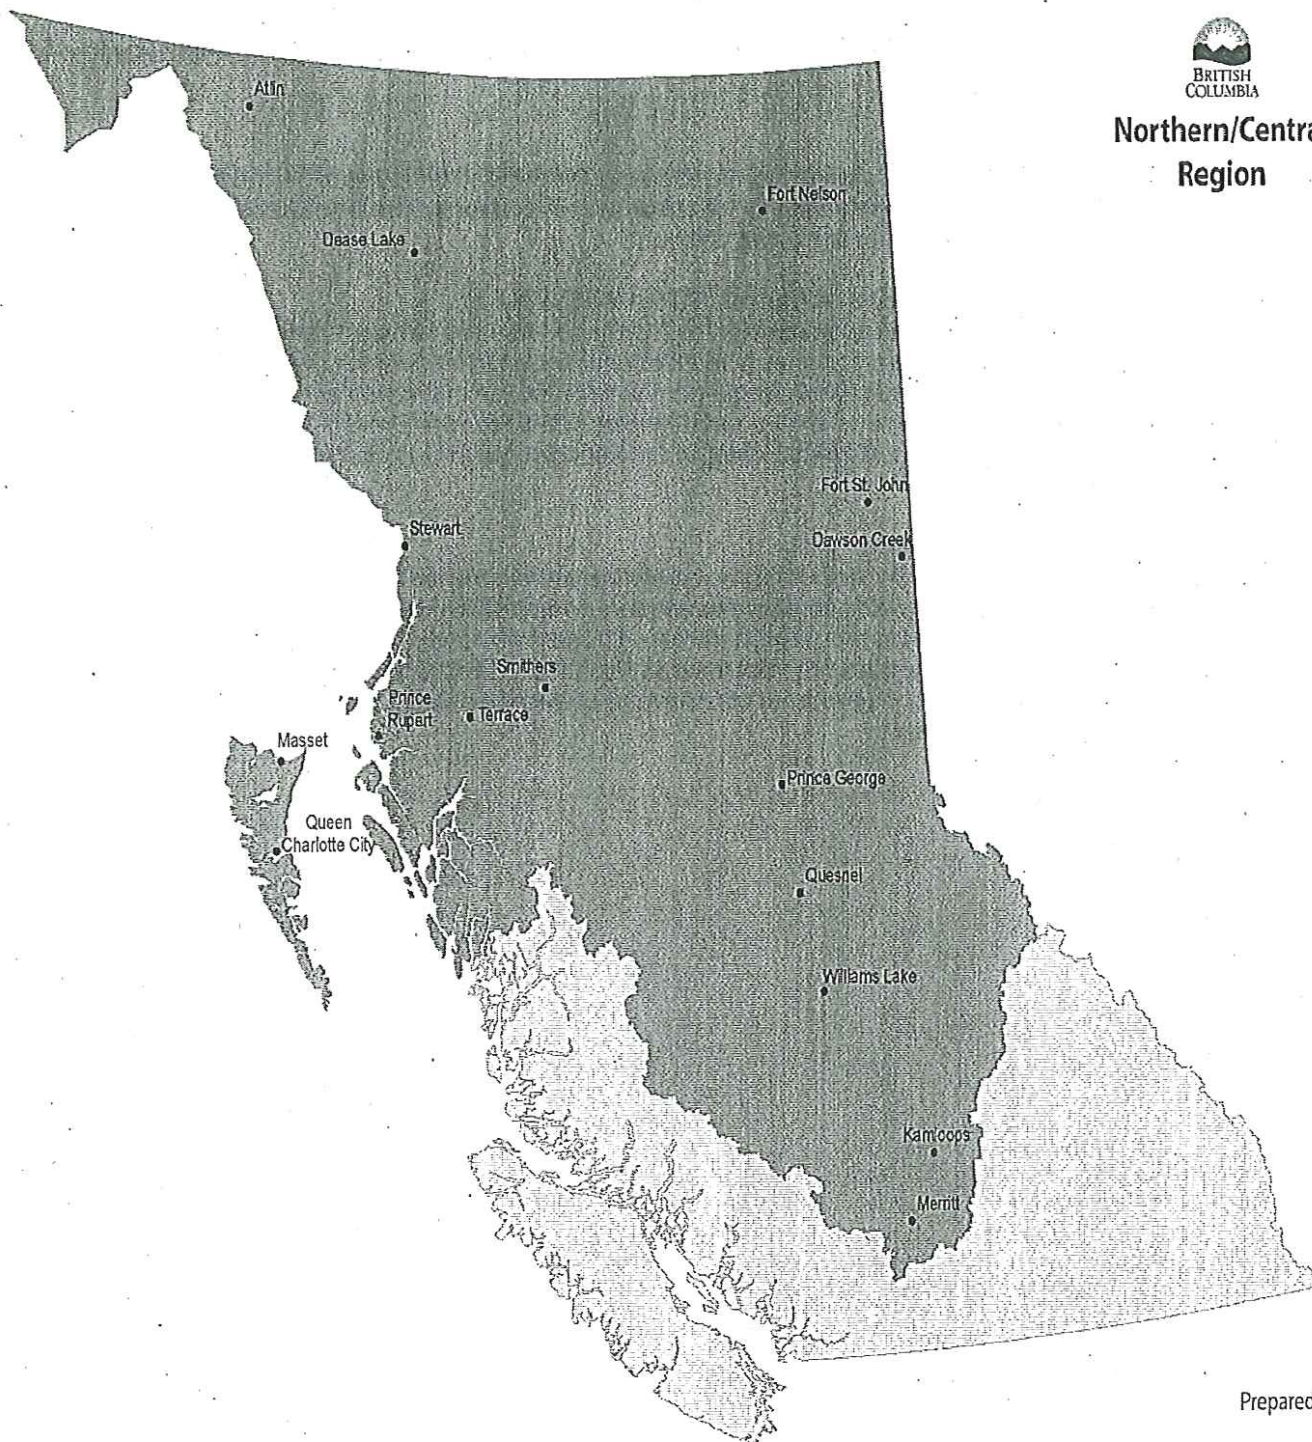 BRITISH
COLUMBIA
Northern/Centra
Region
Atlin
Fort Nelson
Dease Lake
Fort St. John
Stewart
Dawson Creek
Smithers
Prince
Rupert
Terrace
Masset
Prince George
Queen
Charlotte City
Quesnel
Williams Lake
Kamloops
Merritt
Prepared